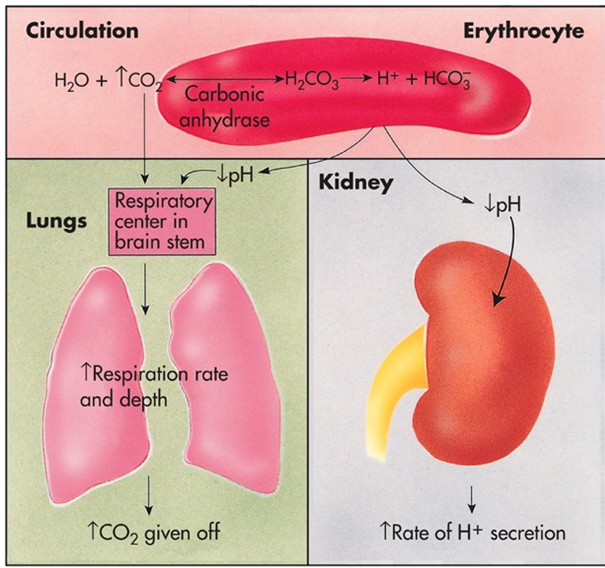 Circulation
Erythrocyte
H₂O + ↑CO₂ ↔ H₂CO₃ → H⁺ + HCO₃⁻
Carbonic
anhydrase
↓pH
Respiratory
center in
brain stem
Lungs
↑Respiration rate
and depth
↑CO₂ given off
Kidney
↓pH
↑Rate of H⁺ secretion